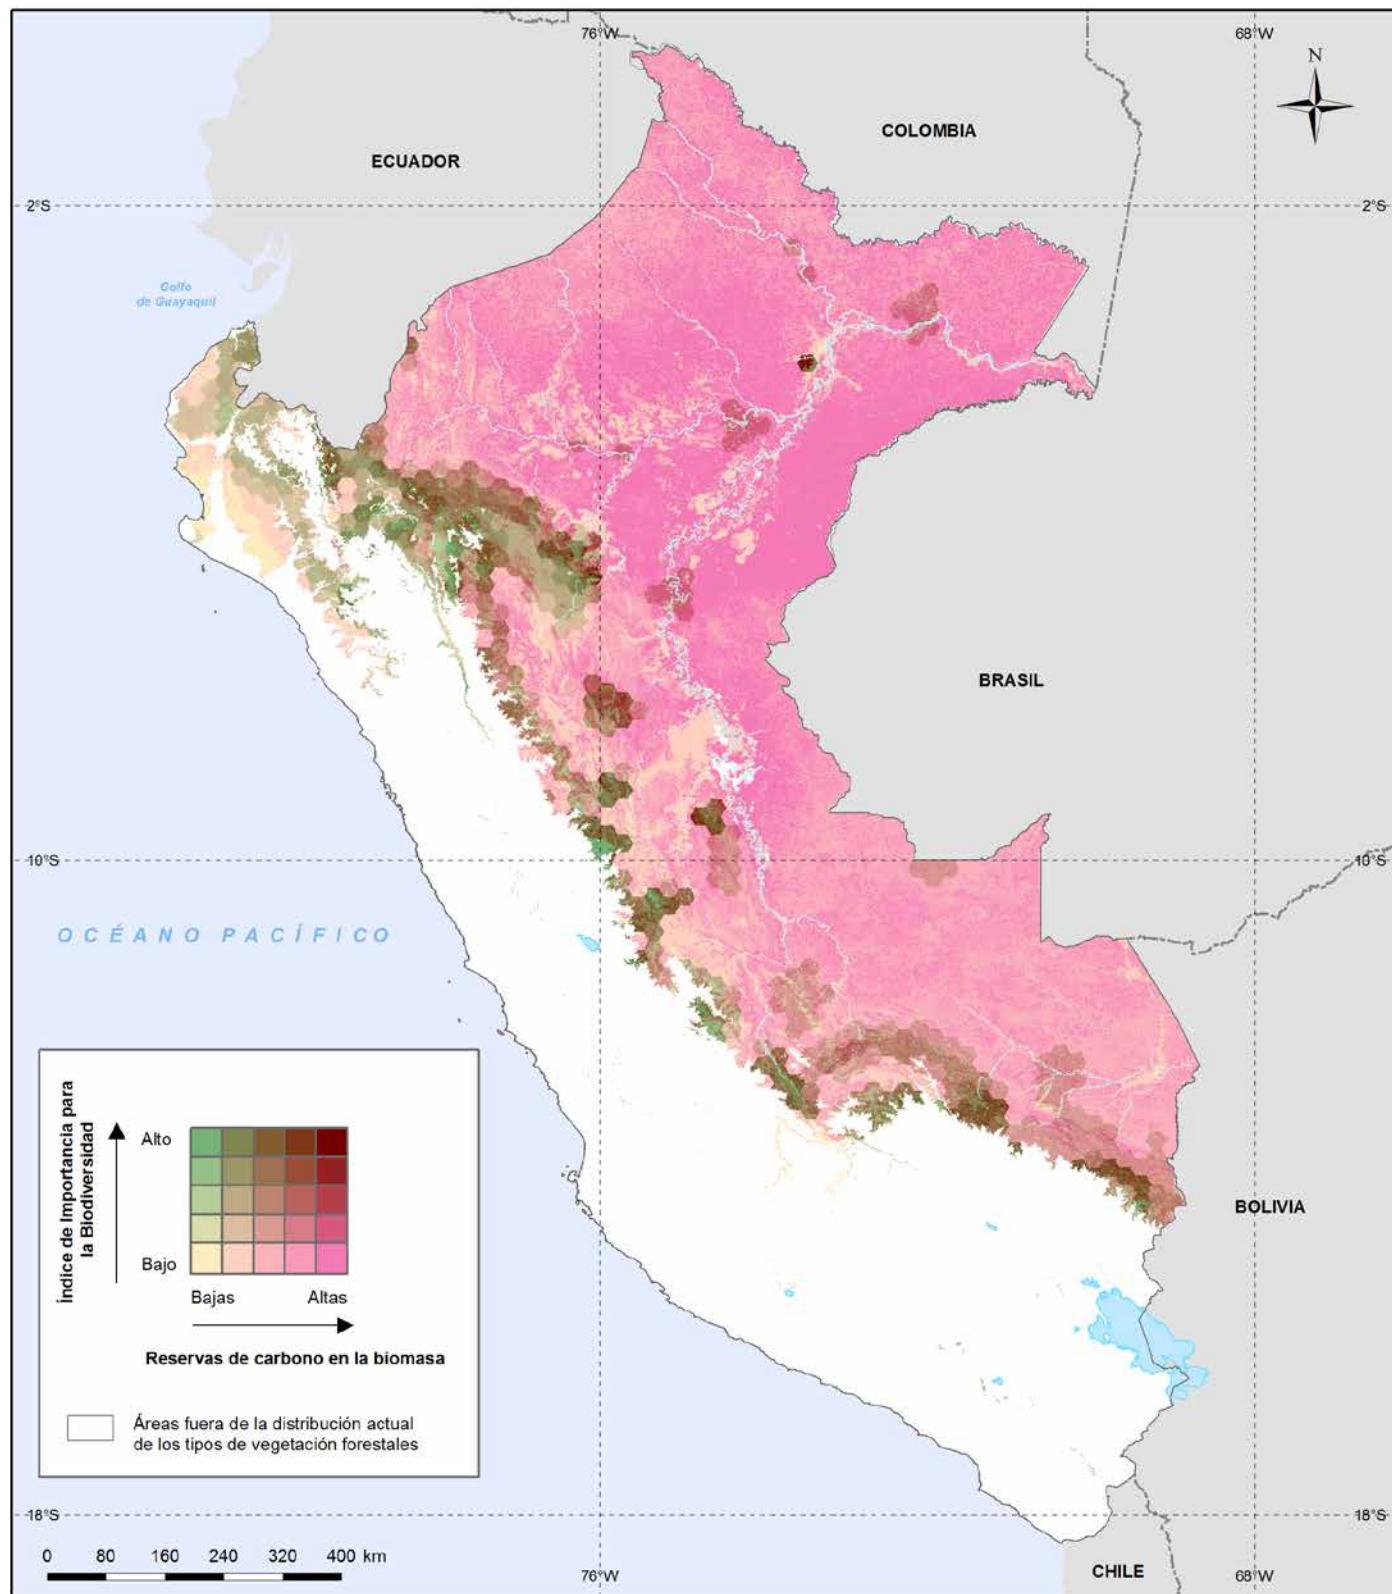 76°W
68°W
N
COLOMBIA
ECUADOR
2°S
2°S
Golfo
de Guayaquil
BRASIL
10°S
10°S
OCÉANO PACÍFICO
BOLIVIA
Índice de Importancia para
la Biodiversidad
Alto
Bajo
Bajas
Altas
Reservas de carbono en la biomasa
Áreas fuera de la distribución actual
de los tipos de vegetación forestales
18°S
18°S
0 80 160 240 320 400 km
76°W
CHILE
68°W